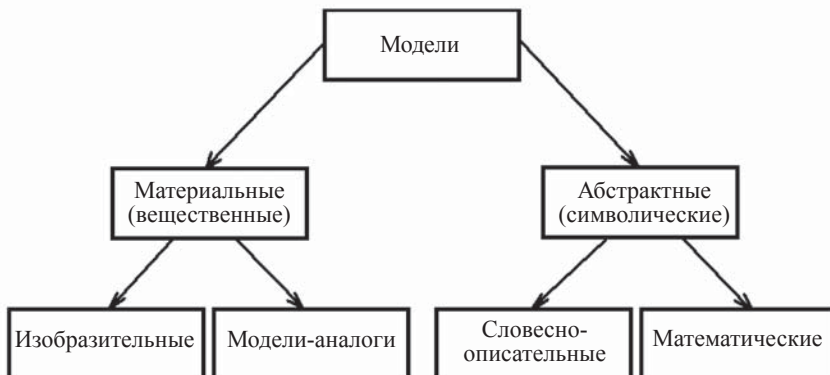 Модели
Материальные
(вещественные)
Абстрактные
(символические)
Изобразительные
Модели-аналоги
Словесно-
описательные
Математические